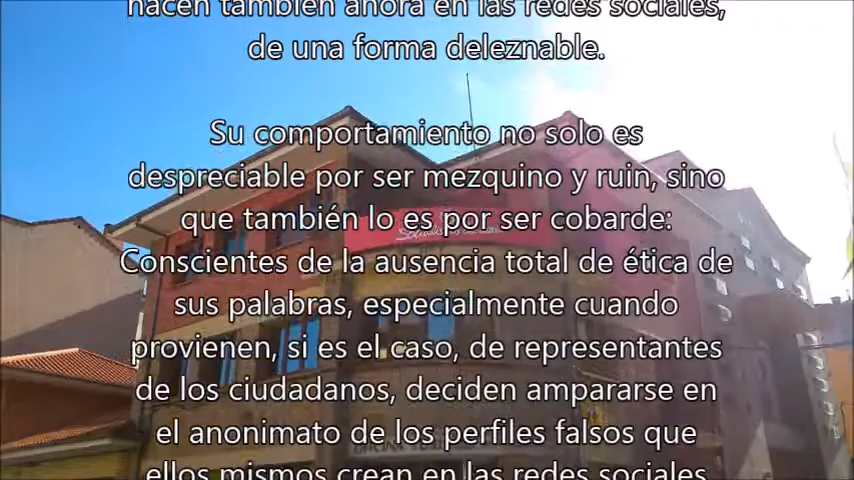 hacen también ahora en las redes sociales,
de una forma deleznable.
Su comportamiento no solo es
despreciable por ser mezquino y ruin, sino
que también lo es por ser cobarde:
Conscientes de la ausencia total de ética de
sus palabras, especialmente cuando
provienen, si es el caso, de representantes
de los ciudadanos, deciden ampararse en
el anonimato de los perfiles falsos que
ellos mismos crean en las redes sociales